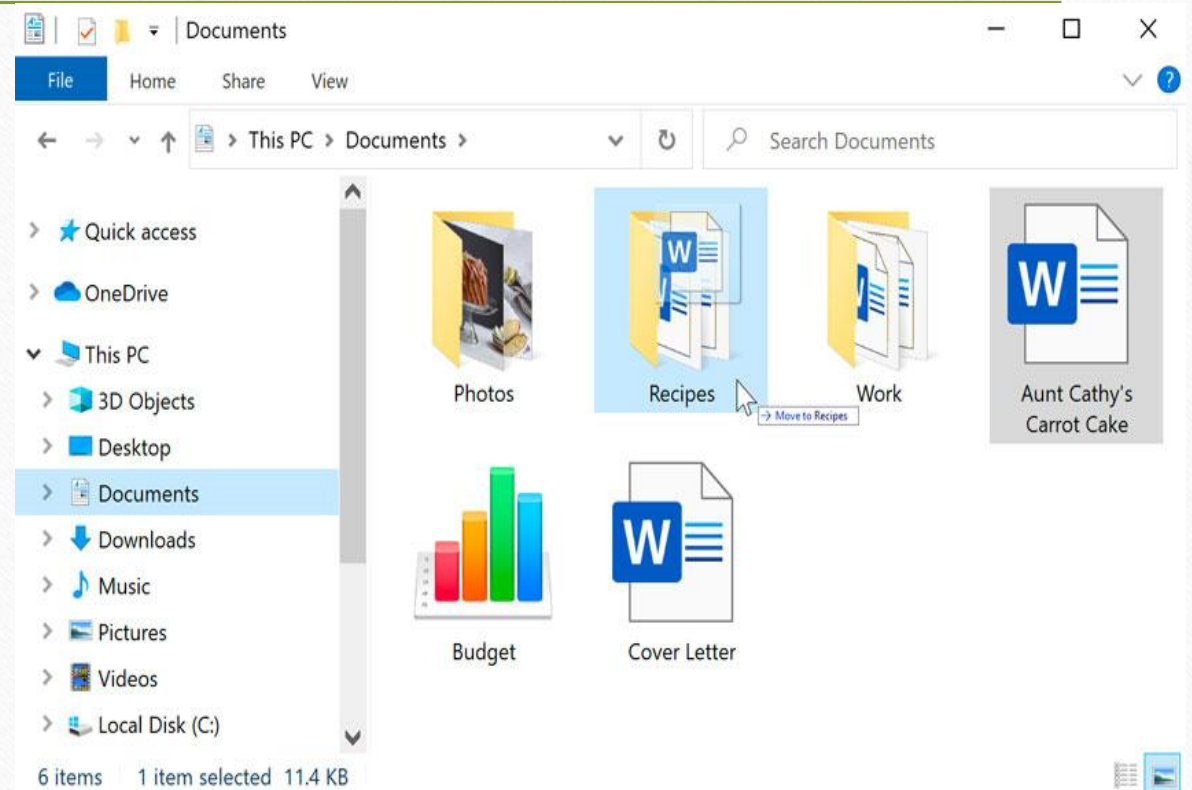 Documents
File Home Share View
This PC > Documents >
Search Documents
Quick access
OneDrive
This PC
3D Objects
Desktop
Documents
Downloads
Music
Pictures
Videos
Local Disk (C:)
Photos
Recipes
Work
Aunt Cathy's
Carrot Cake
→ Move to Recipes
Budget
Cover Letter
6 items 1 item selected 11.4 KB